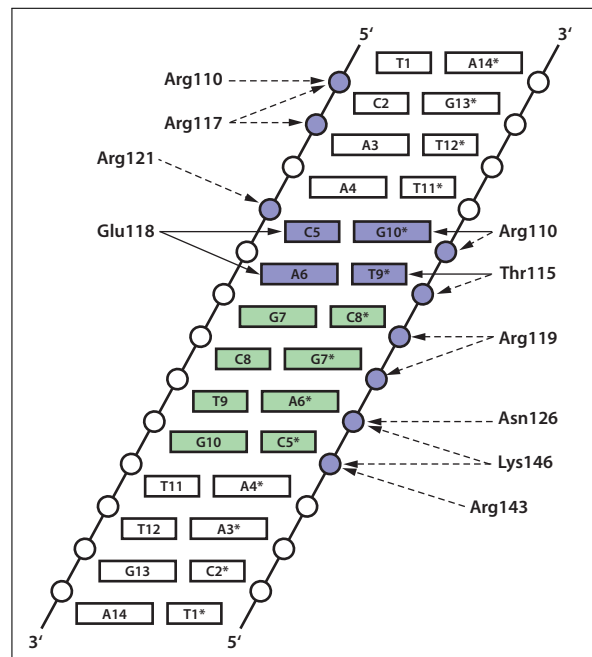 5‘ 3‘
T1 A14*
Arg110
C2 G13*
Arg117
A3 T12*
Arg121
A4 T11*
Glu118 C5 G10* Arg110
A6 T9* Thr115
G7 C8*
C8 G7* Arg119
T9 A6*
Asn126
G10 C5*
Lys146
T11 A4*
Arg143
T12 A3*
G13 C2*
A14 T1*
3‘ 5‘